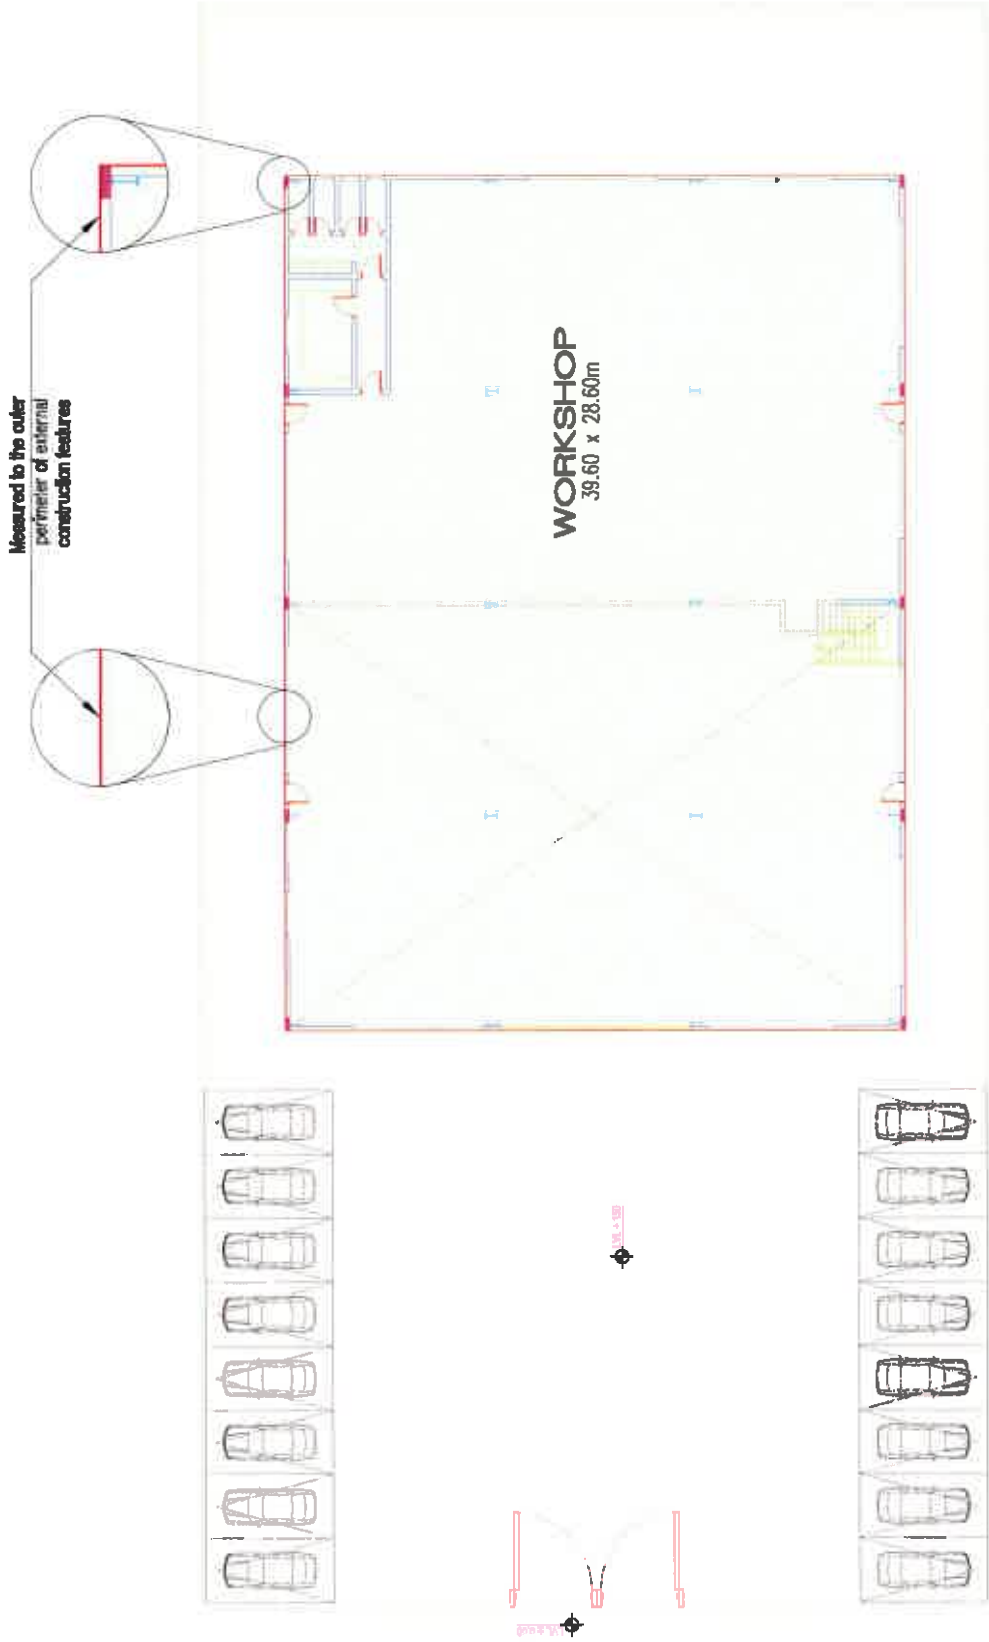 Measured to the outer
perimeter of external
construction features
WORKSHOP
39.60 x 28.60m